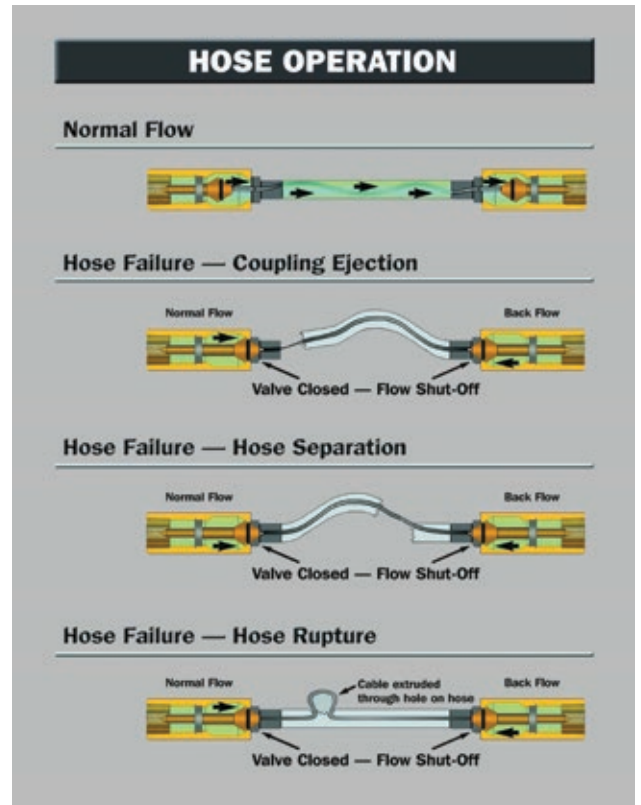 HOSE OPERATION
Normal Flow
Hose Failure — Coupling Ejection
Normal Flow
Back Flow
Valve Closed — Flow Shut-Off
Hose Failure — Hose Separation
Normal Flow
Back Flow
Valve Closed — Flow Shut-Off
Hose Failure — Hose Rupture
Normal Flow
Cable extruded
through hole on hose
Back Flow
Valve Closed — Flow Shut-Off